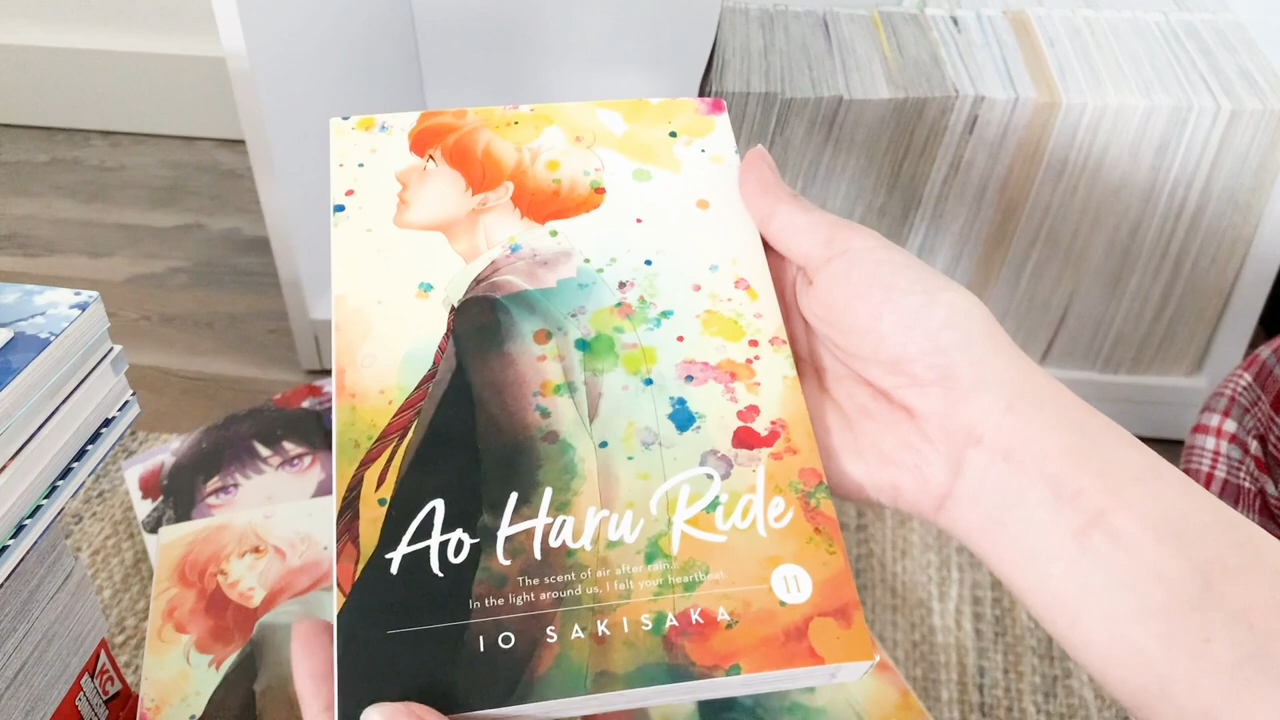 Ao Haru Ride
The scent of air after rain...
In the light around us, I felt your heartbeat.
11
IO SAKISAKA
KC